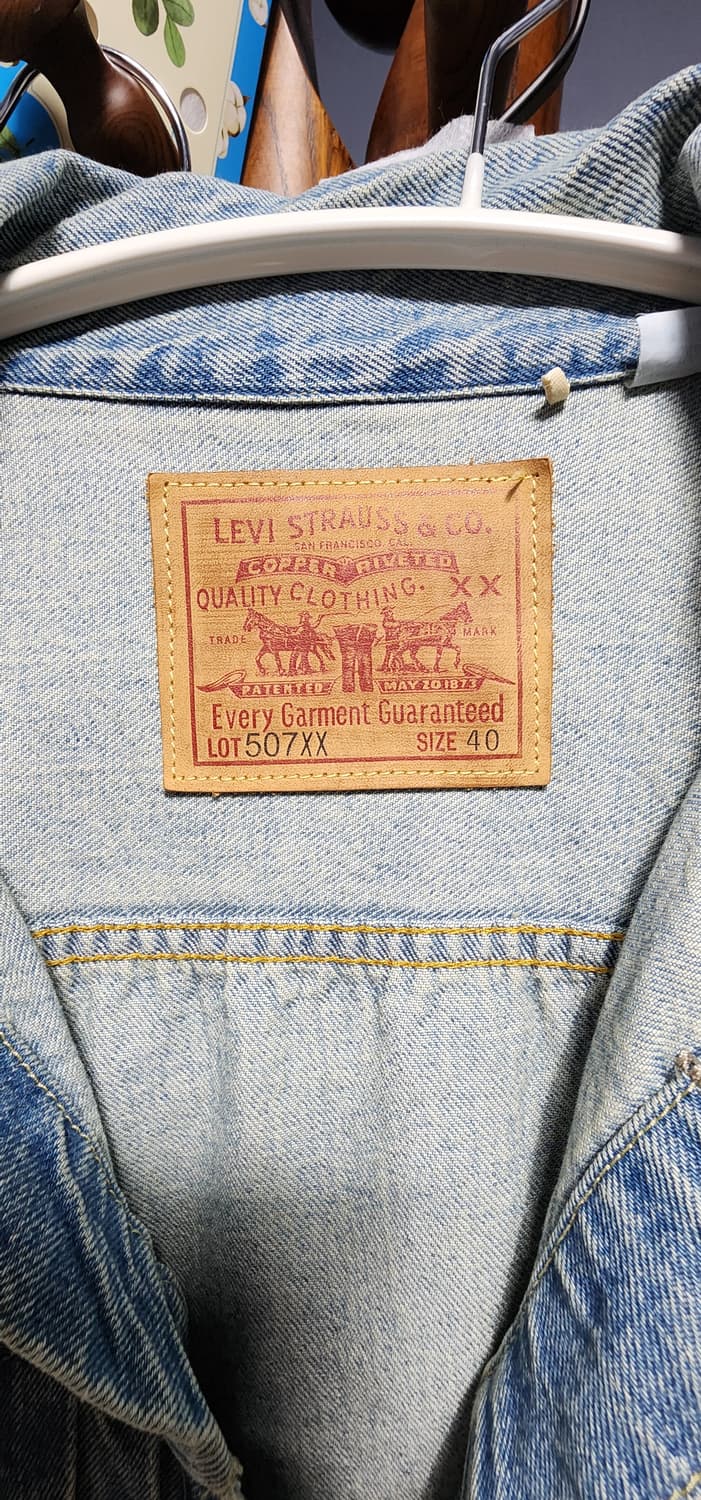 LEVI STRAUSS & CO.
SAN FRANCISCO, CAL.
COPPER RIVETED
QUALITY CLOTHING. XX
TRADE MARK
PATENTED MAY 20 1873
Every Garment Guaranteed
LOT 507XX SIZE 40